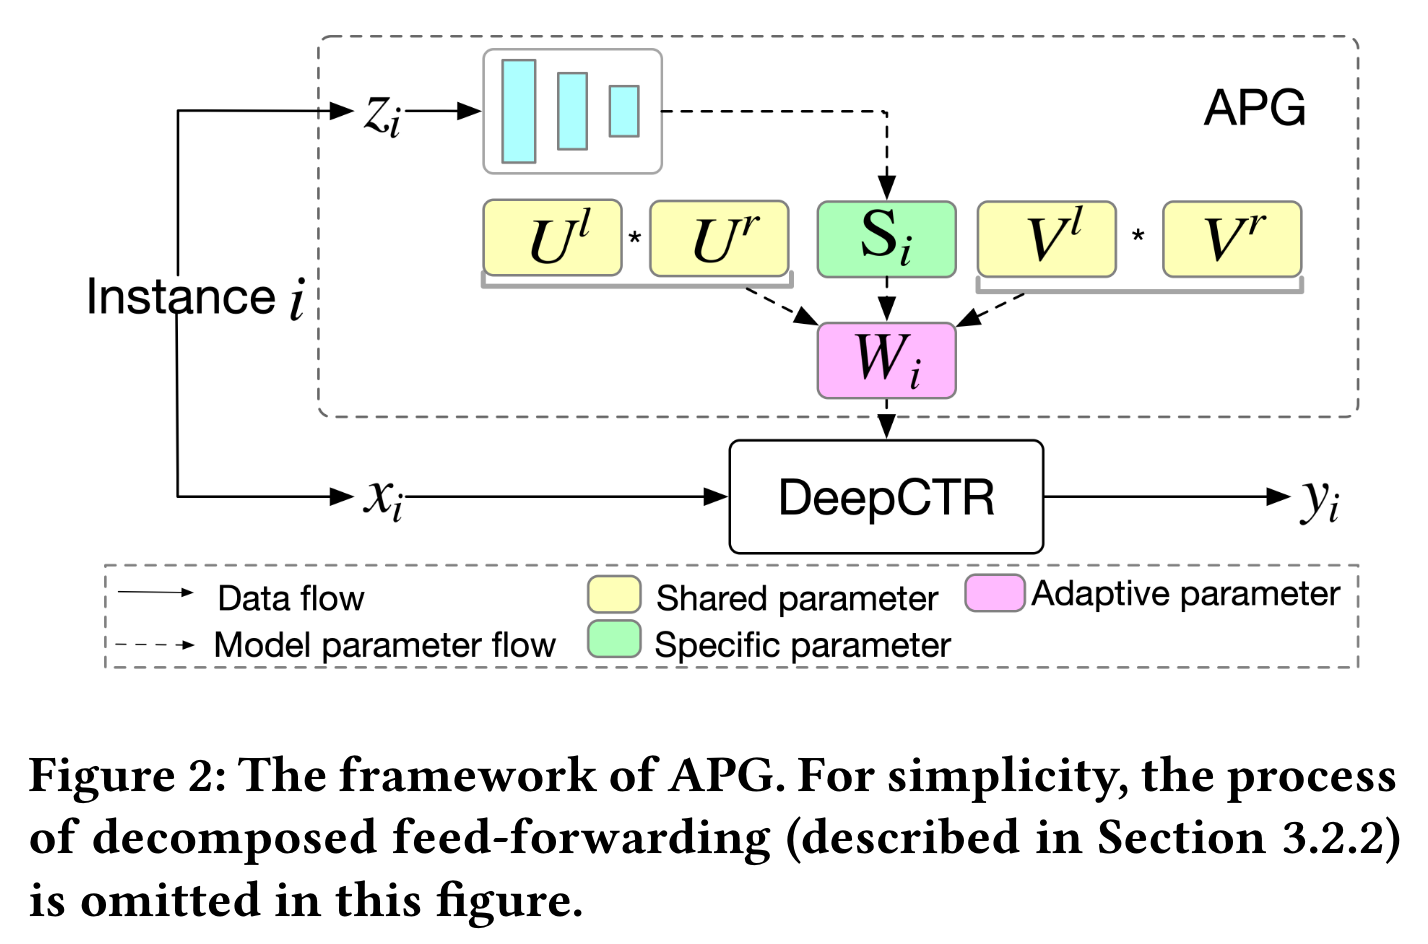 APG
z_i
U^l * U^r S_i V^l * V^r
Instance i
W_i
x_i DeepCTR y_i
Data flow Shared parameter Adaptive parameter
Model parameter flow Specific parameter
Figure 2: The framework of APG. For simplicity, the process
of decomposed feed-forwarding (described in Section 3.2.2)
is omitted in this figure.